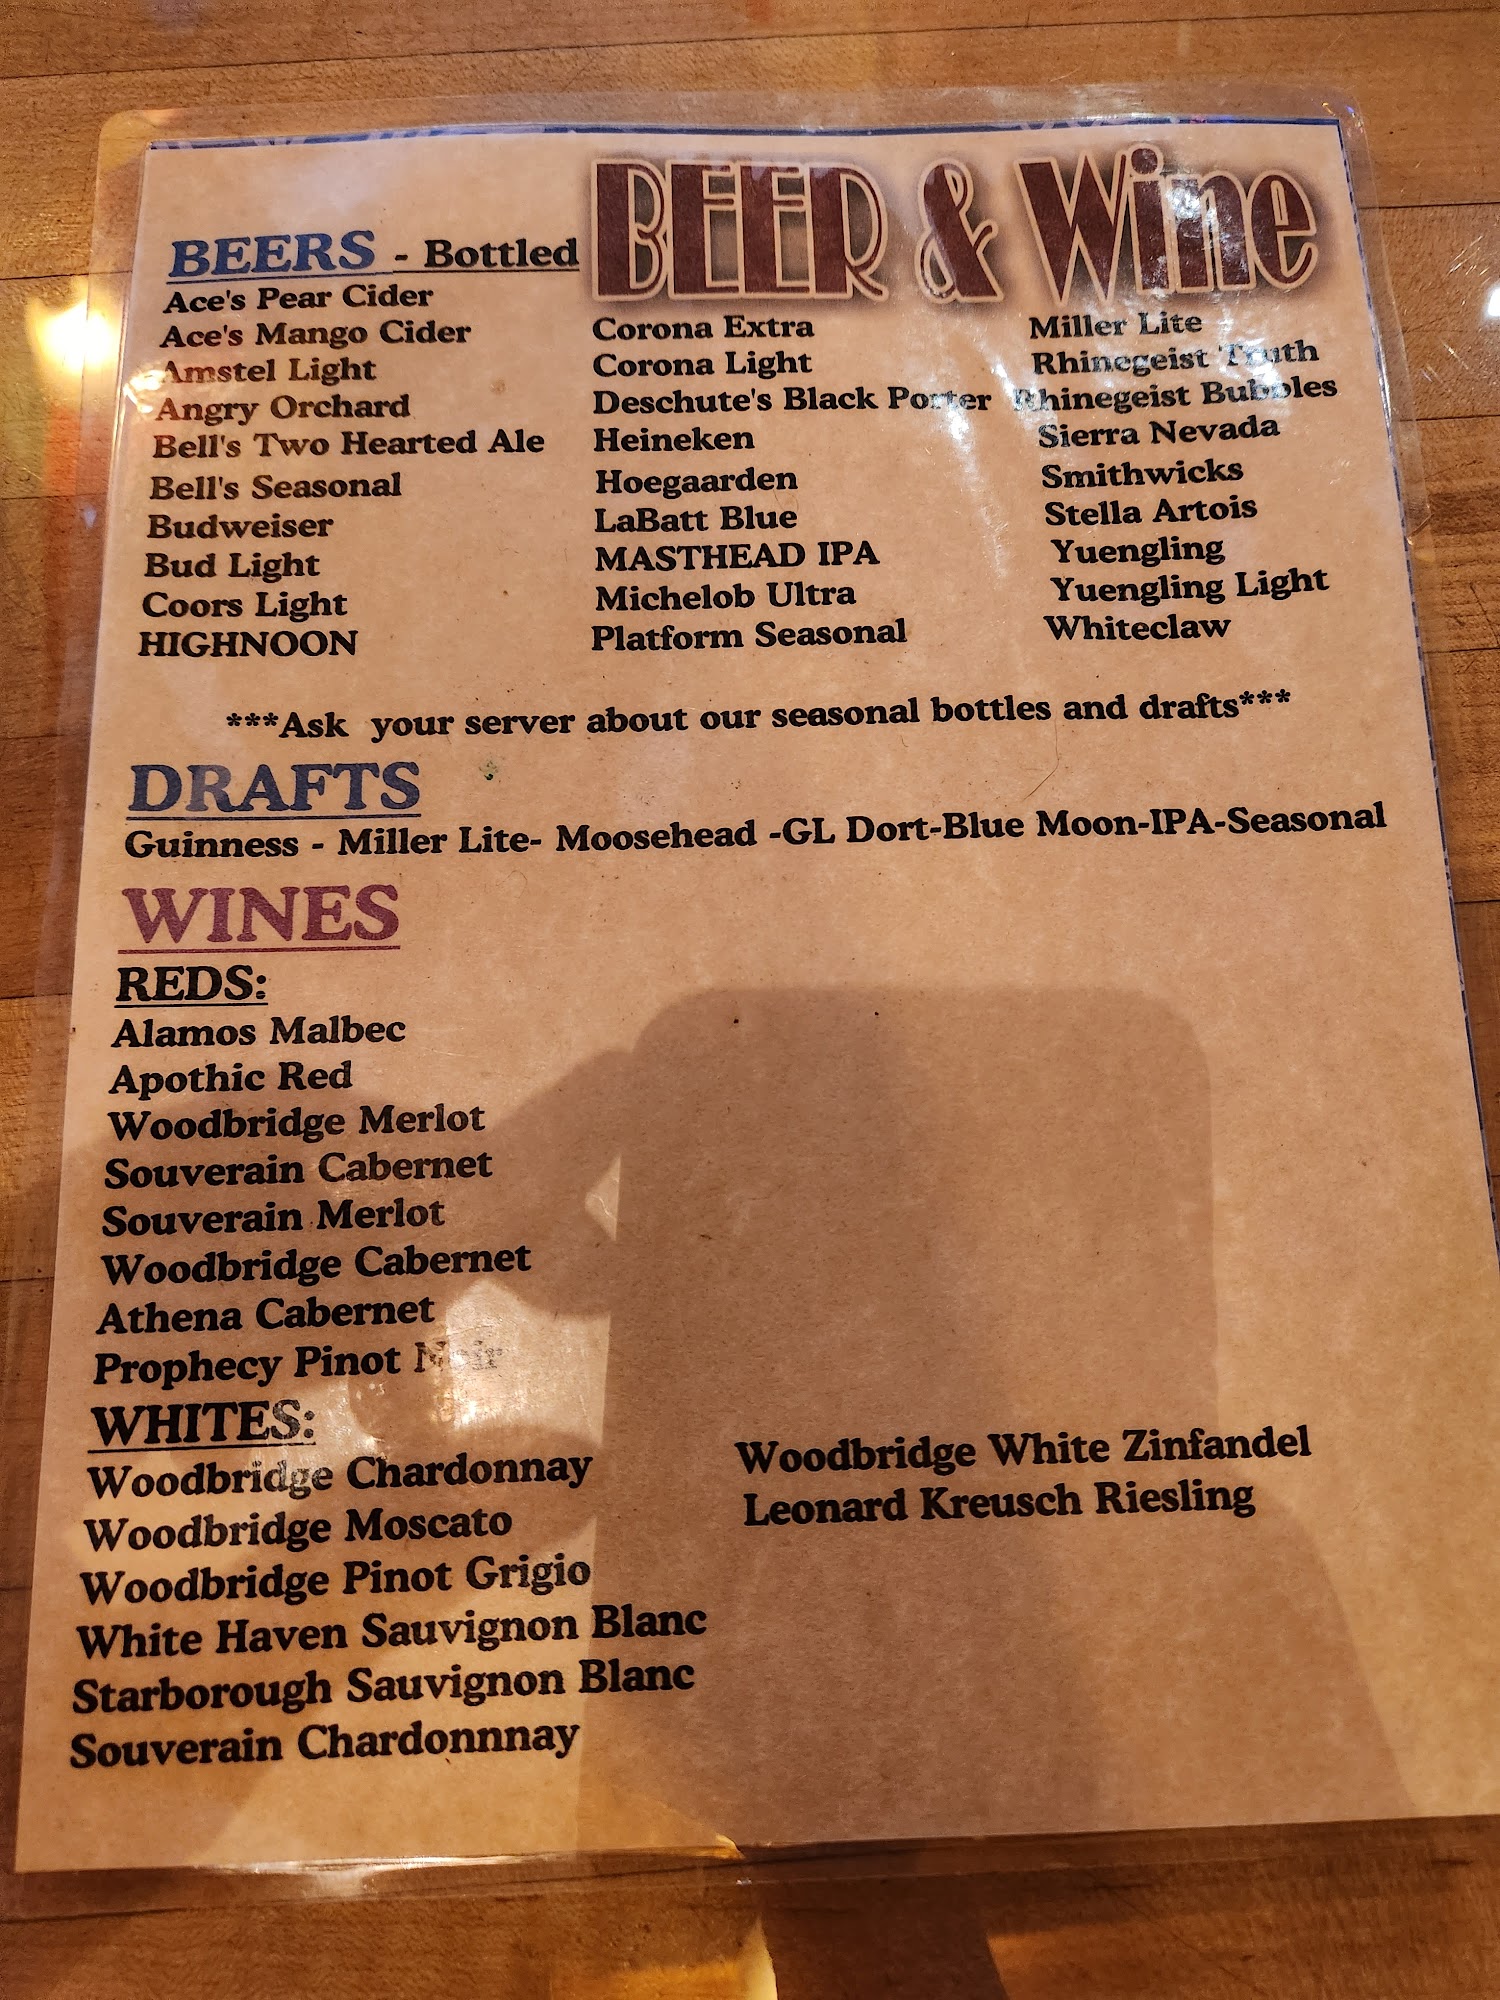 BEER & Wine
BEERS - Bottled
Ace's Pear Cider
Ace's Mango Cider
Amstel Light
Angry Orchard
Bell's Two Hearted Ale
Bell's Seasonal
Budweiser
Bud Light
Coors Light
HIGHNOON
Corona Extra
Corona Light
Deschute's Black Porter
Heineken
Hoegaarden
LaBatt Blue
MASTHEAD IPA
Michelob Ultra
Platform Seasonal
Miller Lite
Rhinegeist Truth
Rhinegeist Bubbles
Sierra Nevada
Smithwicks
Stella Artois
Yuengling
Yuengling Light
Whiteclaw
***Ask your server about our seasonal bottles and drafts***
DRAFTS
Guinness - Miller Lite- Moosehead -GL Dort-Blue Moon-IPA-Seasonal
WINES
REDS:
Alamos Malbec
Apothic Red
Woodbridge Merlot
Souverain Cabernet
Souverain Merlot
Woodbridge Cabernet
Athena Cabernet
Prophecy Pinot Noir
WHITES:
Woodbridge Chardonnay
Woodbridge Moscato
Woodbridge Pinot Grigio
White Haven Sauvignon Blanc
Starborough Sauvignon Blanc
Souverain Chardonnnay
Woodbridge White Zinfandel
Leonard Kreusch Riesling